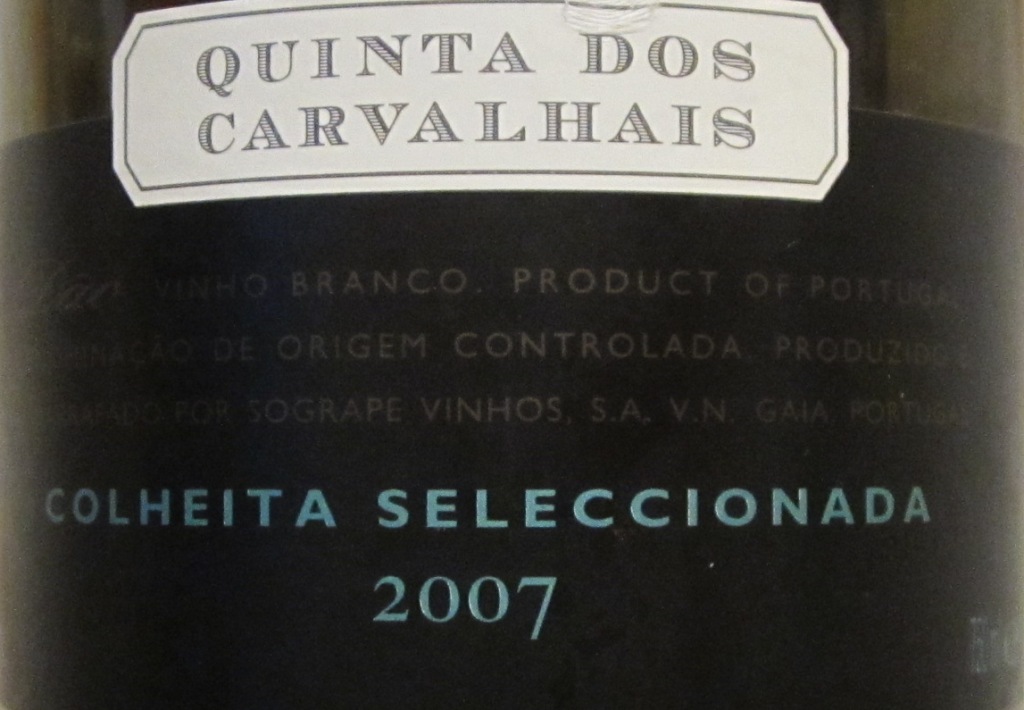 QUINTA DOS
CARVALHAIS
VINHO BRANCO. PRODUCT OF PORTUGAL
DE ORIGEM CONTROLADA. PRODUZIDO E
POR SOGRAPE VINHOS, S.A. V.N. GAIA PORTUGAL
COLHEITA SELECCIONADA
2007